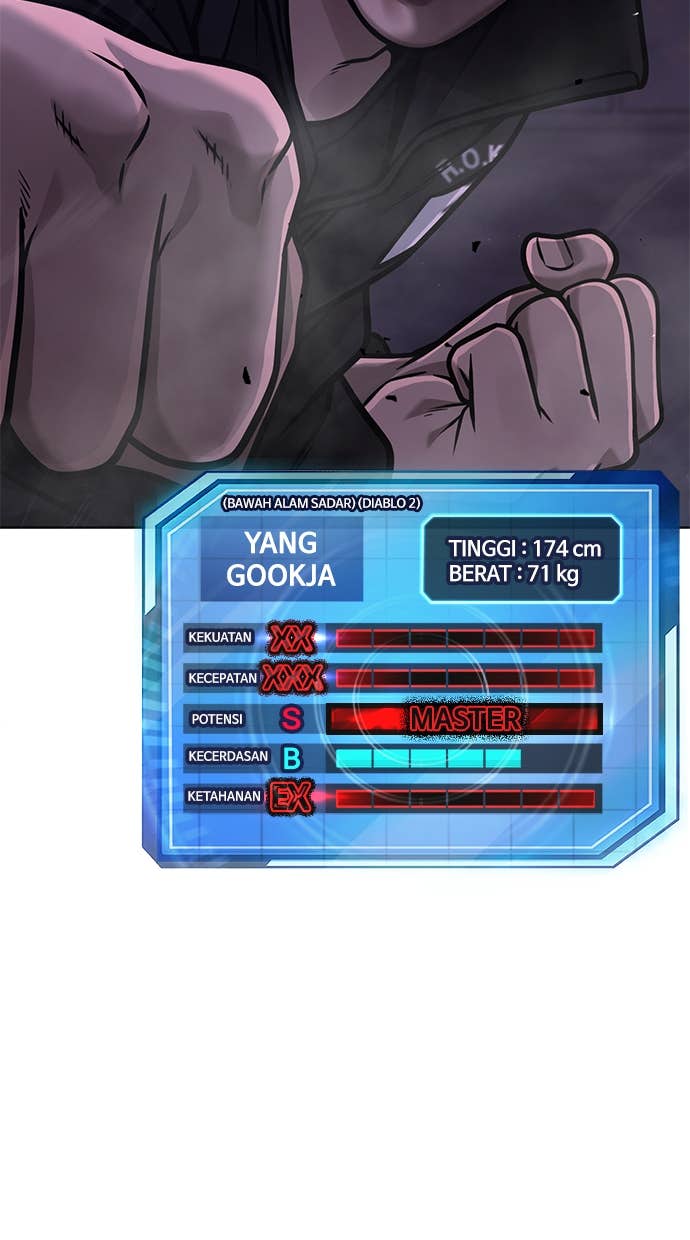 R.O.K
(BAWAH ALAM SADAR) (DIABLO 2)
YANG
GOOKJA
TINGGI : 174 cm
BERAT : 71 kg
KEKUATAN XX
KECEPATAN XXX
POTENSI S MASTER
KECERDASAN B
KETAHANAN EX